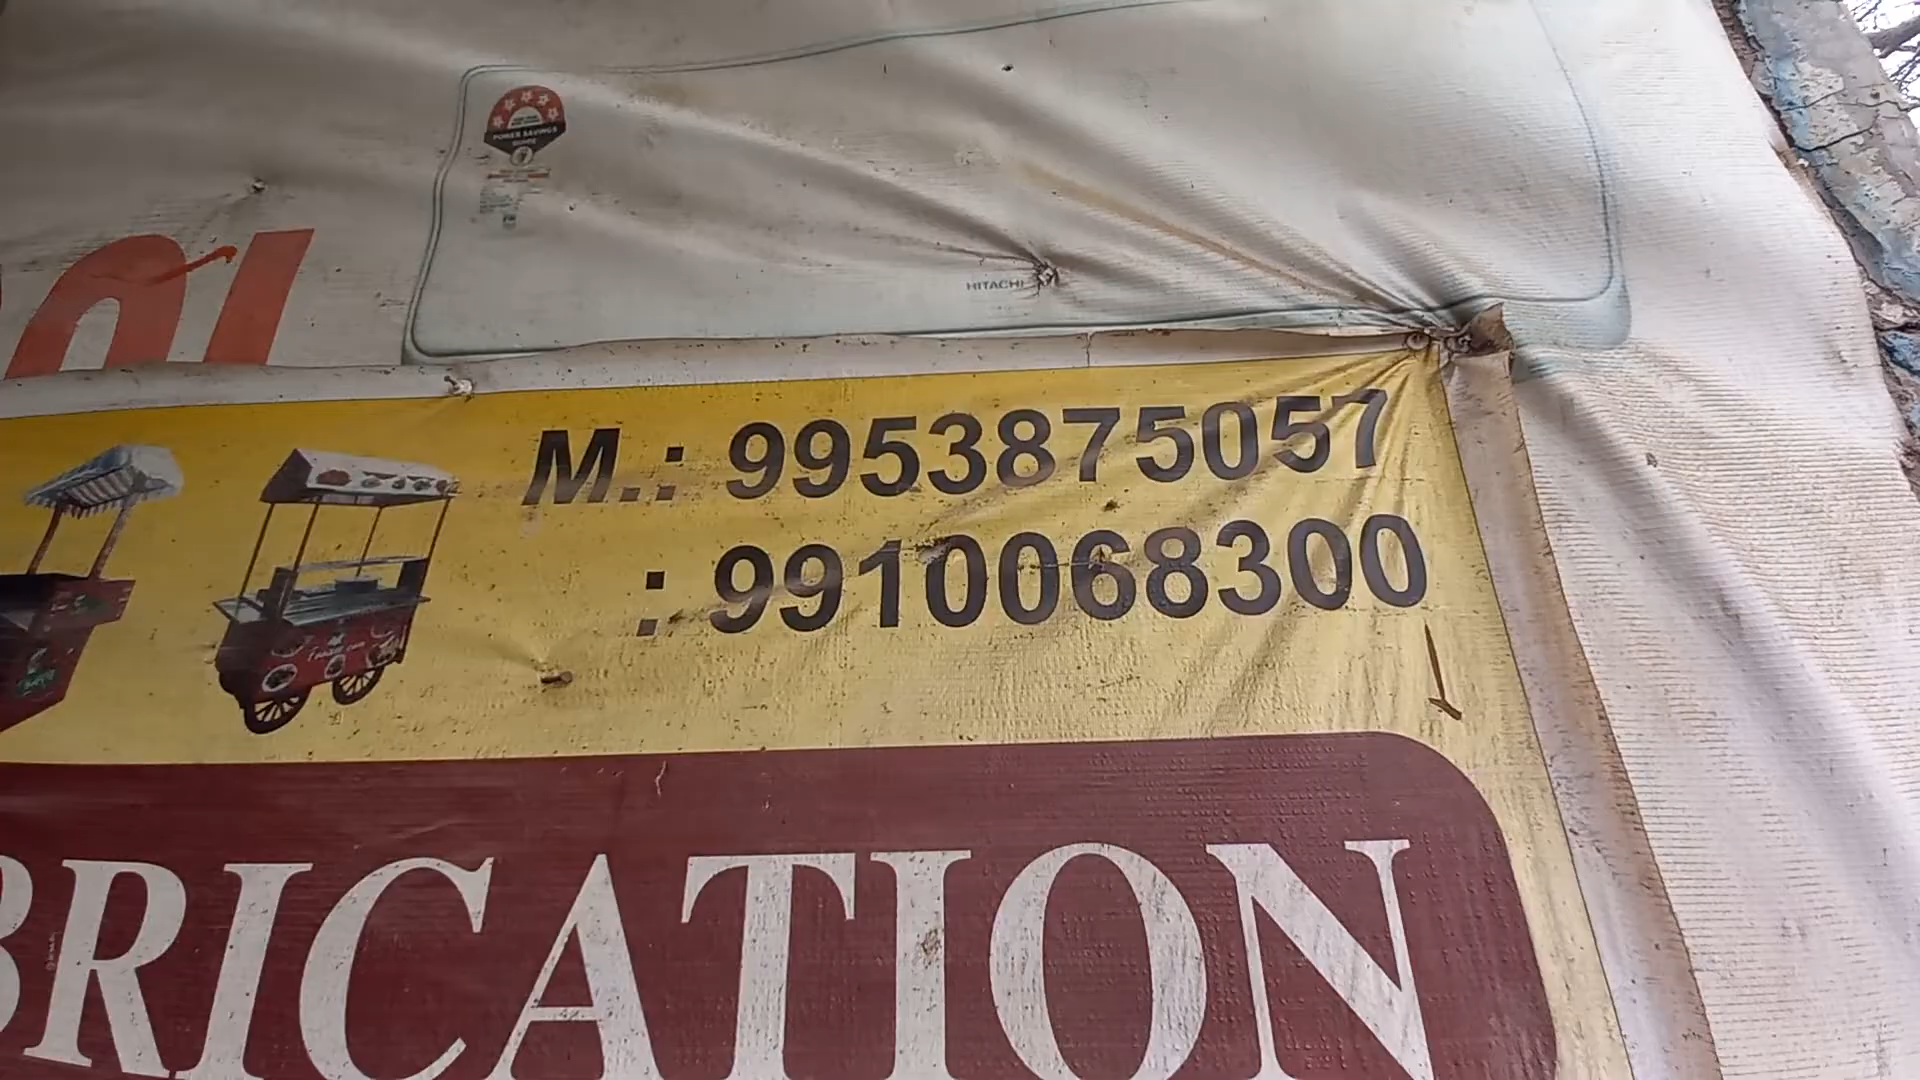 POWER SAVINGS
HITACHI
M.: 9953875057
: 9910068300
BRICATION